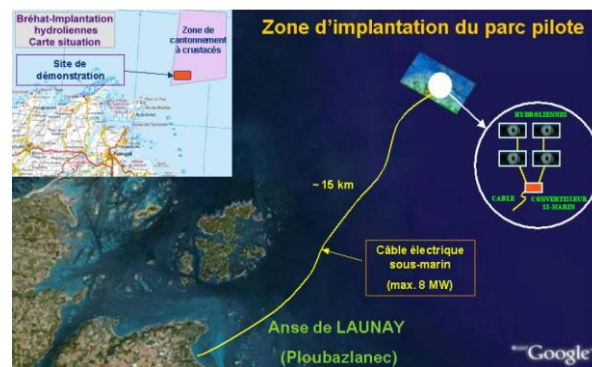 Bréhat-Implantation
hydroliennes
Carte situation
Zone de
cantonnement
à crustacés
Site de
démonstration
Zone d'implantation du parc pilote
HYDROLIENNES
CABLE
CONVERTISSEUR
SS-MARIN
~ 15 km
Câble électrique
sous-marin
(max. 8 MW)
Anse de LAUNAY
(Ploubazlanec)
Google